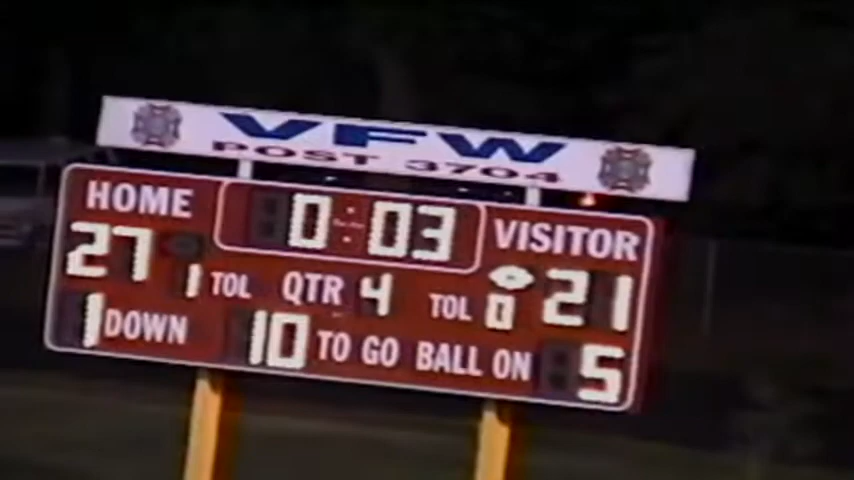 VFW
POST 3704
HOME 0:03 VISITOR
27 1 TOL QTR 4 TOL 0 21
1 DOWN 10 TO GO BALL ON 5